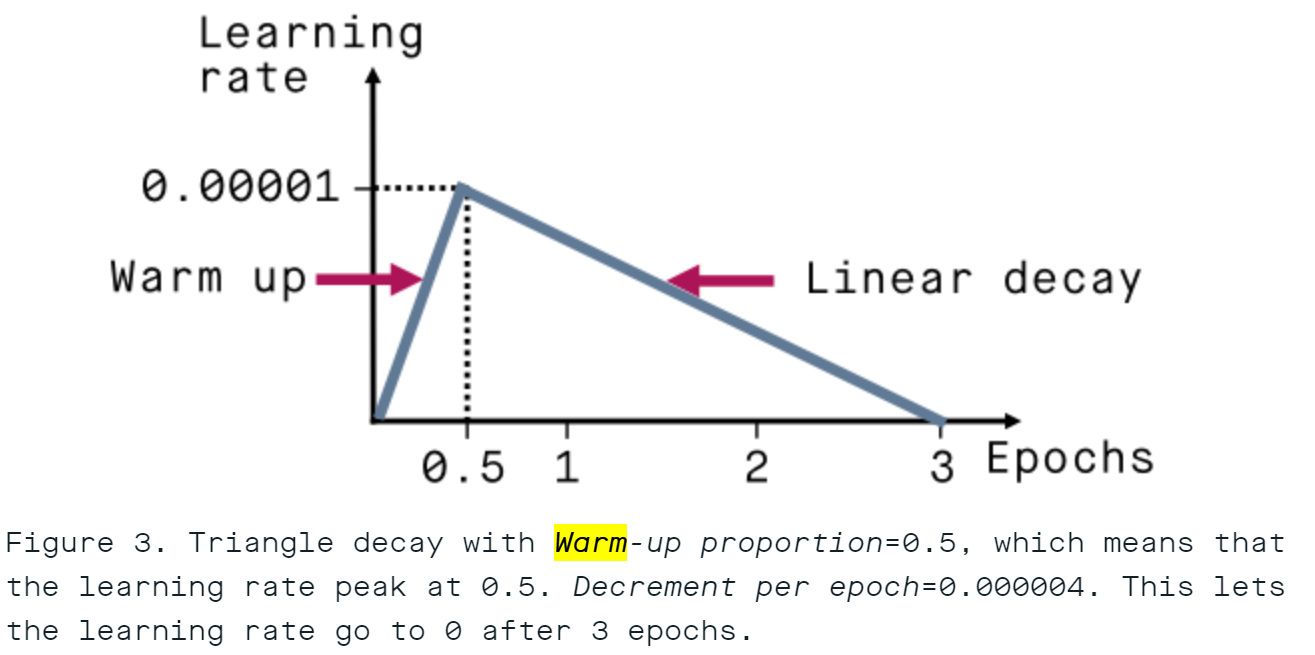 Learning
rate
0.00001
Warm up
Linear decay
0.5 1 2 3 Epochs
Figure 3. Triangle decay with Warm-up proportion=0.5, which means that
the learning rate peak at 0.5. Decrement per epoch=0.000004. This lets
the learning rate go to 0 after 3 epochs.